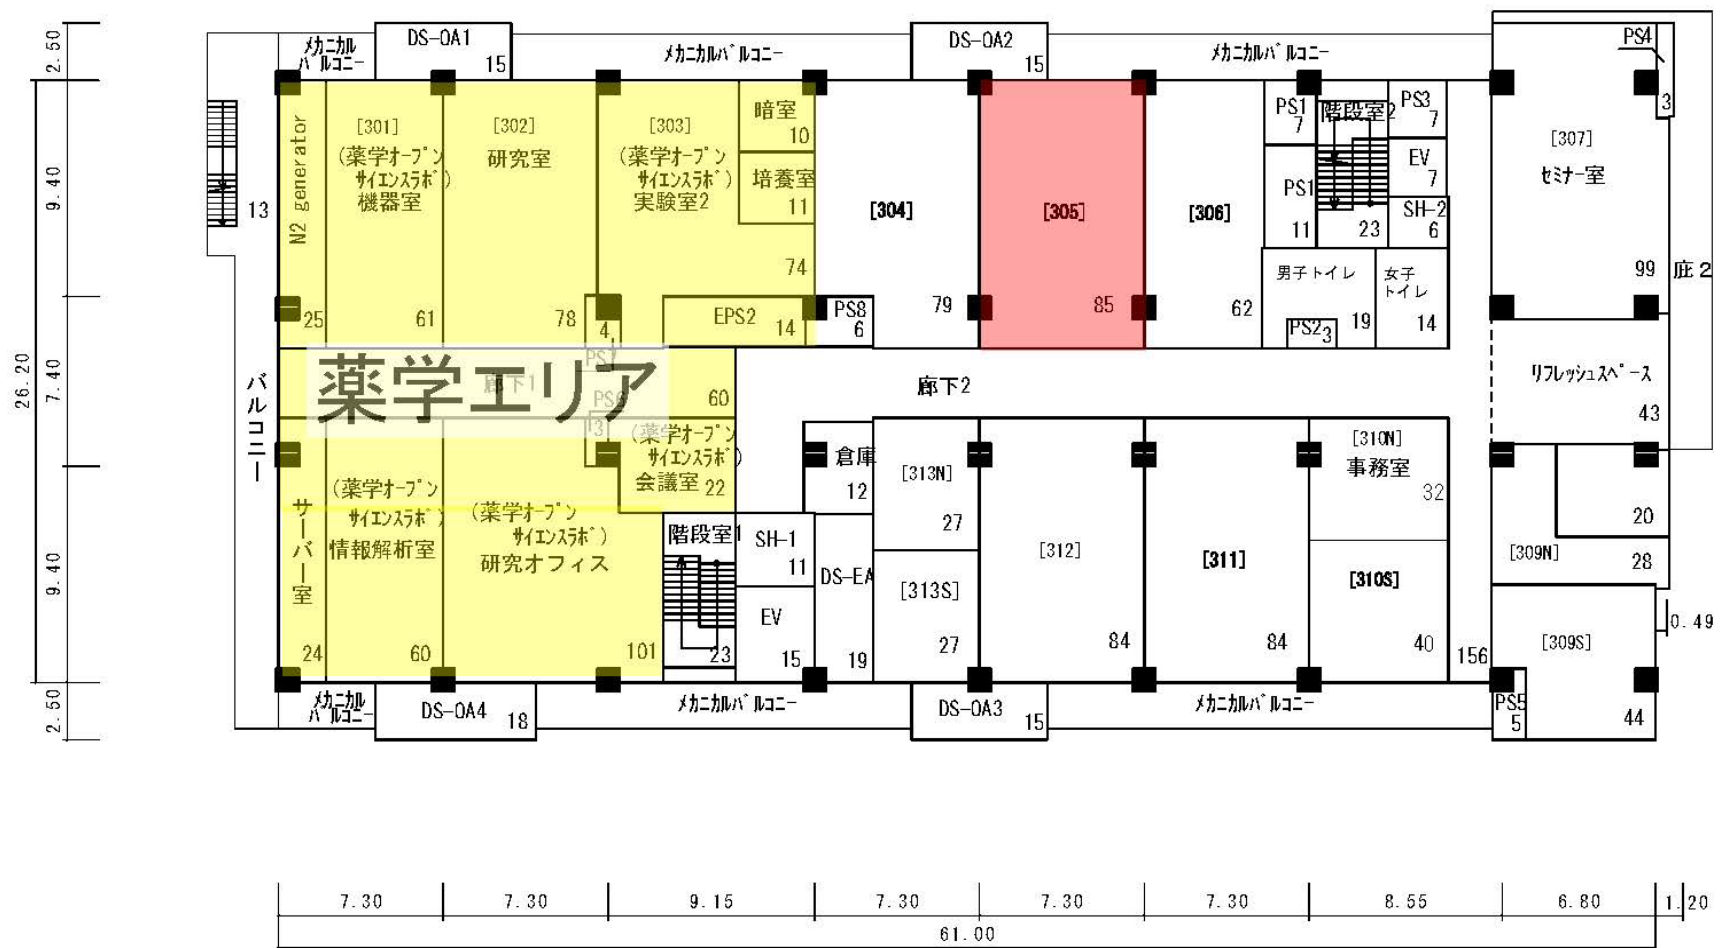 2.50
9.40
26.20
7.40
9.40
2.50
メカニカル
バルコニー
DS-OA1
15
メカニカルバルコニー
DS-OA2
15
メカニカルバルコニー
PS4
3
N2 generator
25
[301]
(薬学オープン
サイエンスラボ)
機器室
61
[302]
研究室
78
[303]
(薬学オープン
サイエンスラボ)
実験室2
74
暗室
10
培養室
11
[304]
79
[305]
85
[306]
62
PS1
7
階段室2
23
PS3
7
EV
7
PS1
11
SH-2
6
男子トイレ
19
女子
トイレ
14
PS2
3
[307]
セミナー室
99
庇2
13
バルコニー
4
PS7
EPS2
14
PS8
6
薬学エリア
廊下1
60
PS6
3
廊下2
リフレッシュスペース
43
サーバー室
24
(薬学オープン
サイエンスラボ)
情報解析室
60
(薬学オープン
サイエンスラボ)
研究オフィス
101
(薬学オープン
サイエンスラボ)
会議室
22
階段室1
23
SH-1
11
EV
15
倉庫
12
DS-EA
19
[313N]
27
[313S]
27
[312]
84
[311]
84
[310N]
事務室
32
[310S]
40
156
20
[309N]
28
[309S]
44
PS5
5
0.49
メカニカル
バルコニー
DS-OA4
18
メカニカルバルコニー
DS-OA3
15
メカニカルバルコニー
7.30
7.30
9.15
7.30
7.30
7.30
8.55
6.80
1.20
61.00